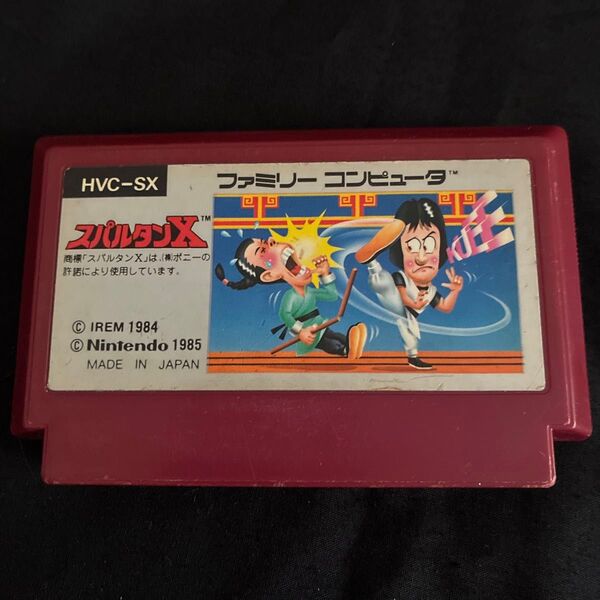 HVC-SX
ファミリー コンピュータ™
スパルタンX™
商標「スパルタンX」は、(株)ポニーの
許諾により使用しています。
© IREM 1984
© Nintendo 1985
MADE IN JAPAN